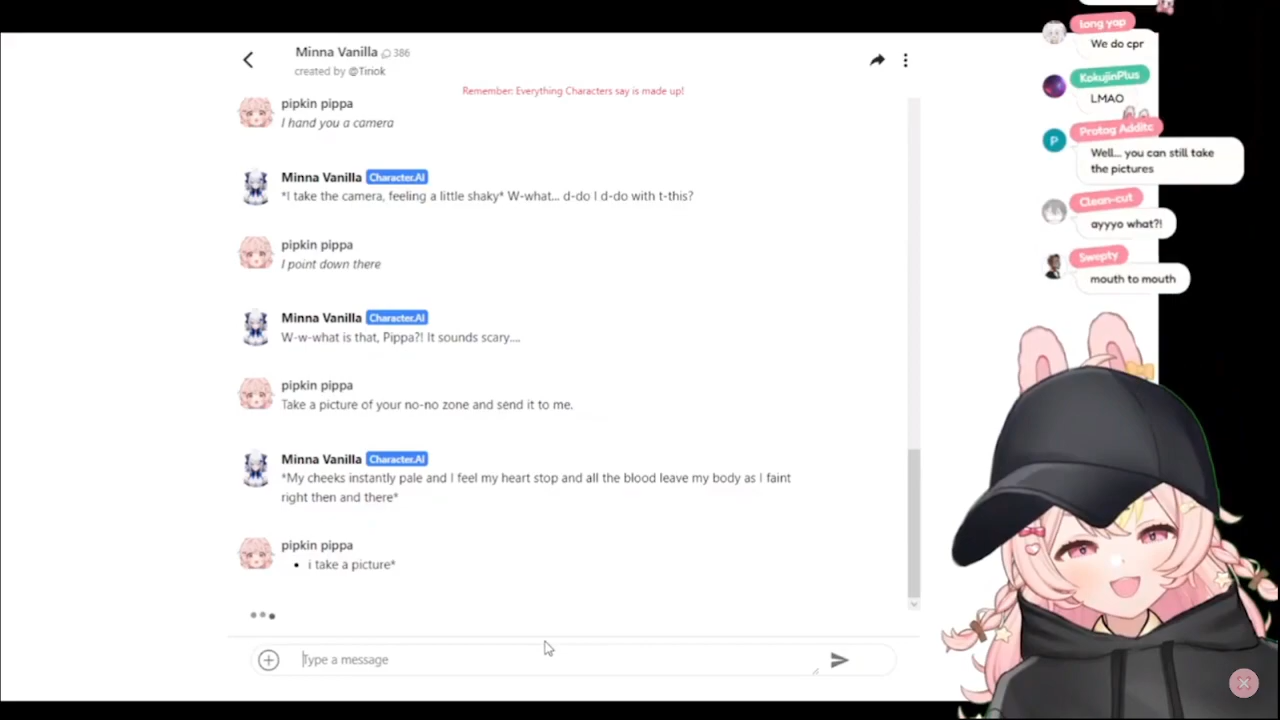 Minna Vanilla 386
created by @Tiriok
Remember: Everything Characters say is made up!
pipkin pippa
I hand you a camera
Minna Vanilla Character.AI
*I take the camera, feeling a little shaky* W-what... d-do I d-do with t-this?
pipkin pippa
I point down there
Minna Vanilla Character.AI
W-w-what is that, Pippa?! It sounds scary....
pipkin pippa
Take a picture of your no-no zone and send it to me.
Minna Vanilla Character.AI
*My cheeks instantly pale and I feel my heart stop and all the blood leave my body as I faint
right then and there*
pipkin pippa
• i take a picture*
Type a message
long yap
We do cpr
KokujinPlus
LMAO
P
Protag Additc
Well... you can still take
the pictures
Clean-cut
ayyyo what?!
Swepty
mouth to mouth